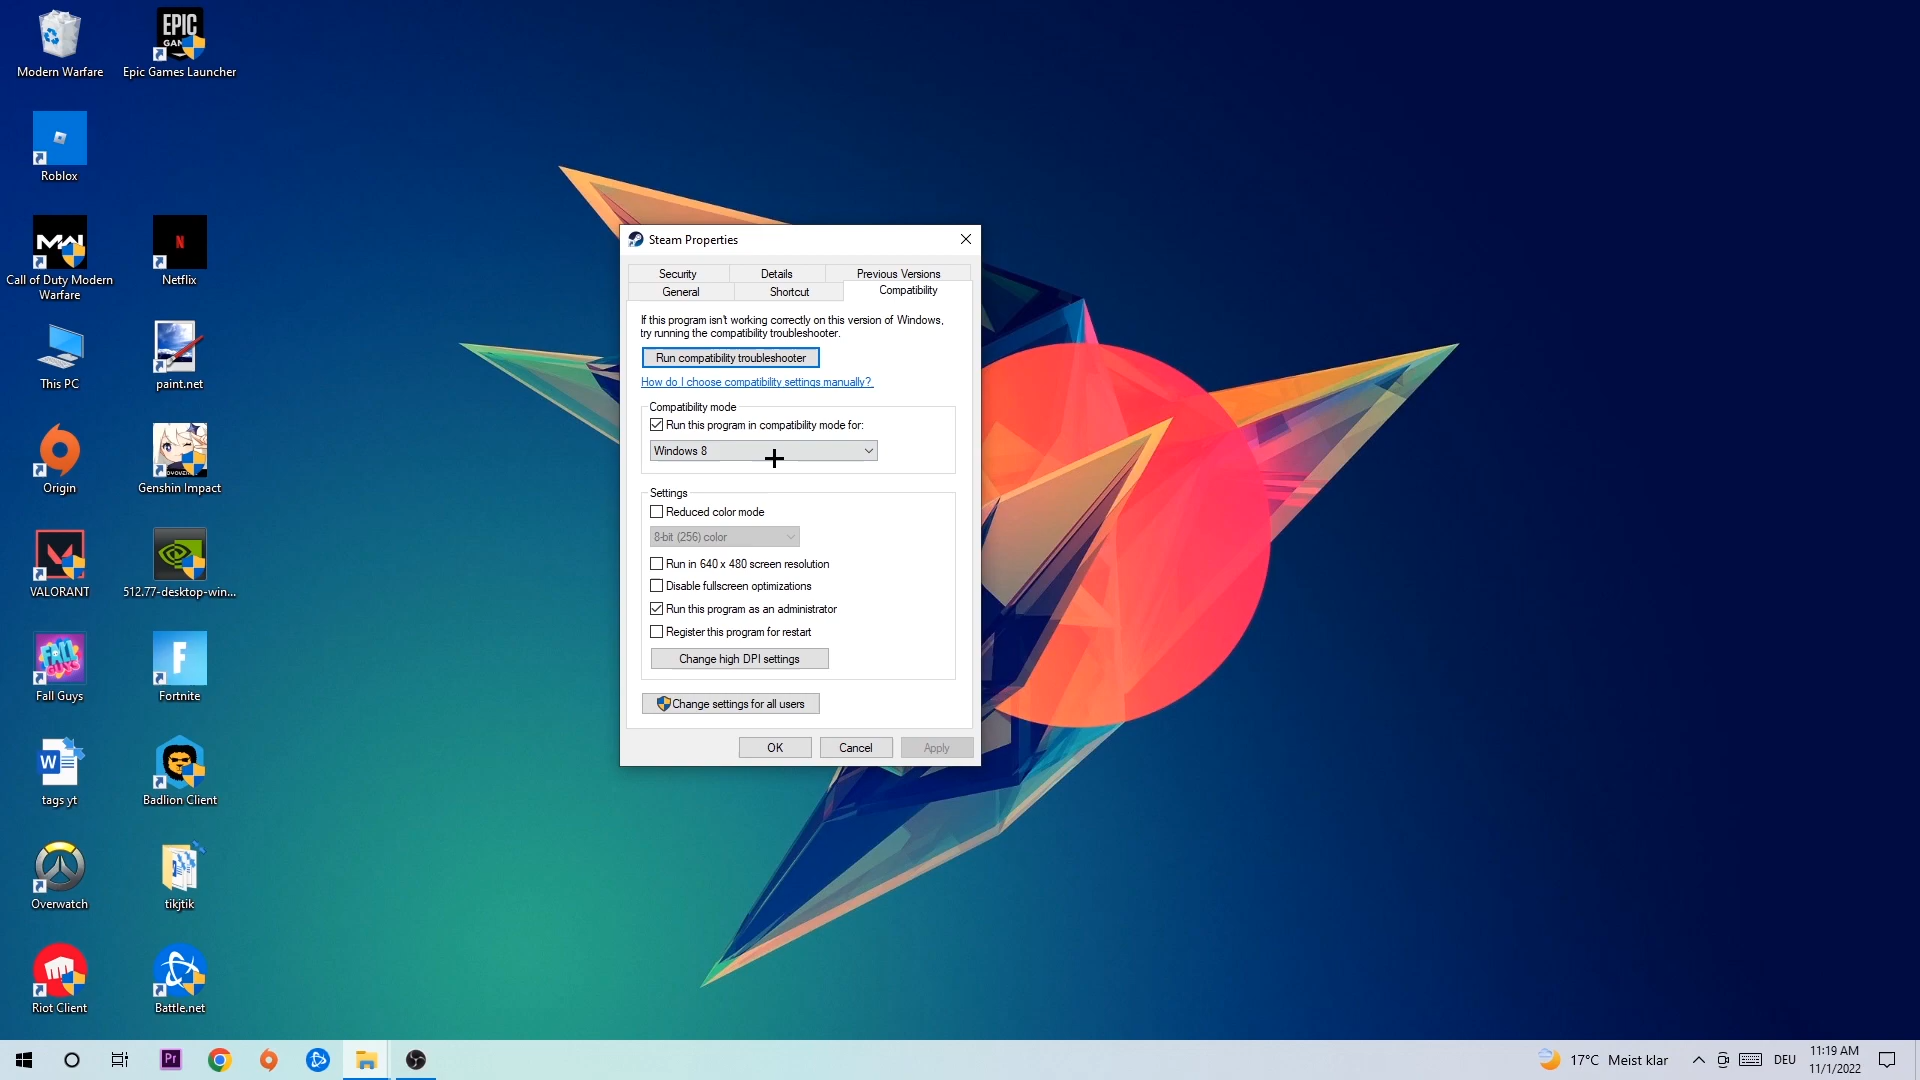 Modern Warfare
EPIC
GAMES
Epic Games Launcher
Roblox
MW
Call of Duty Modern
Warfare
N
Netflix
This PC
paint.net
Origin
Genshin Impact
VALORANT
512.77-desktop-win...
FALL
GUYS
Fall Guys
F
Fortnite
W
tags yt
Badlion Client
Overwatch
tikjtik
Riot Client
Battle.net
Steam Properties
Security
Details
Previous Versions
General
Shortcut
Compatibility
If this program isn't working correctly on this version of Windows,
try running the compatibility troubleshooter.
Run compatibility troubleshooter
How do I choose compatibility settings manually?
Compatibility mode
Run this program in compatibility mode for:
Windows 8
Settings
Reduced color mode
8-bit (256) color
Run in 640 x 480 screen resolution
Disable fullscreen optimizations
Run this program as an administrator
Register this program for restart
Change high DPI settings
Change settings for all users
OK
Cancel
Apply
Pr
17°C Meist klar
DEU
11:19 AM
11/1/2022